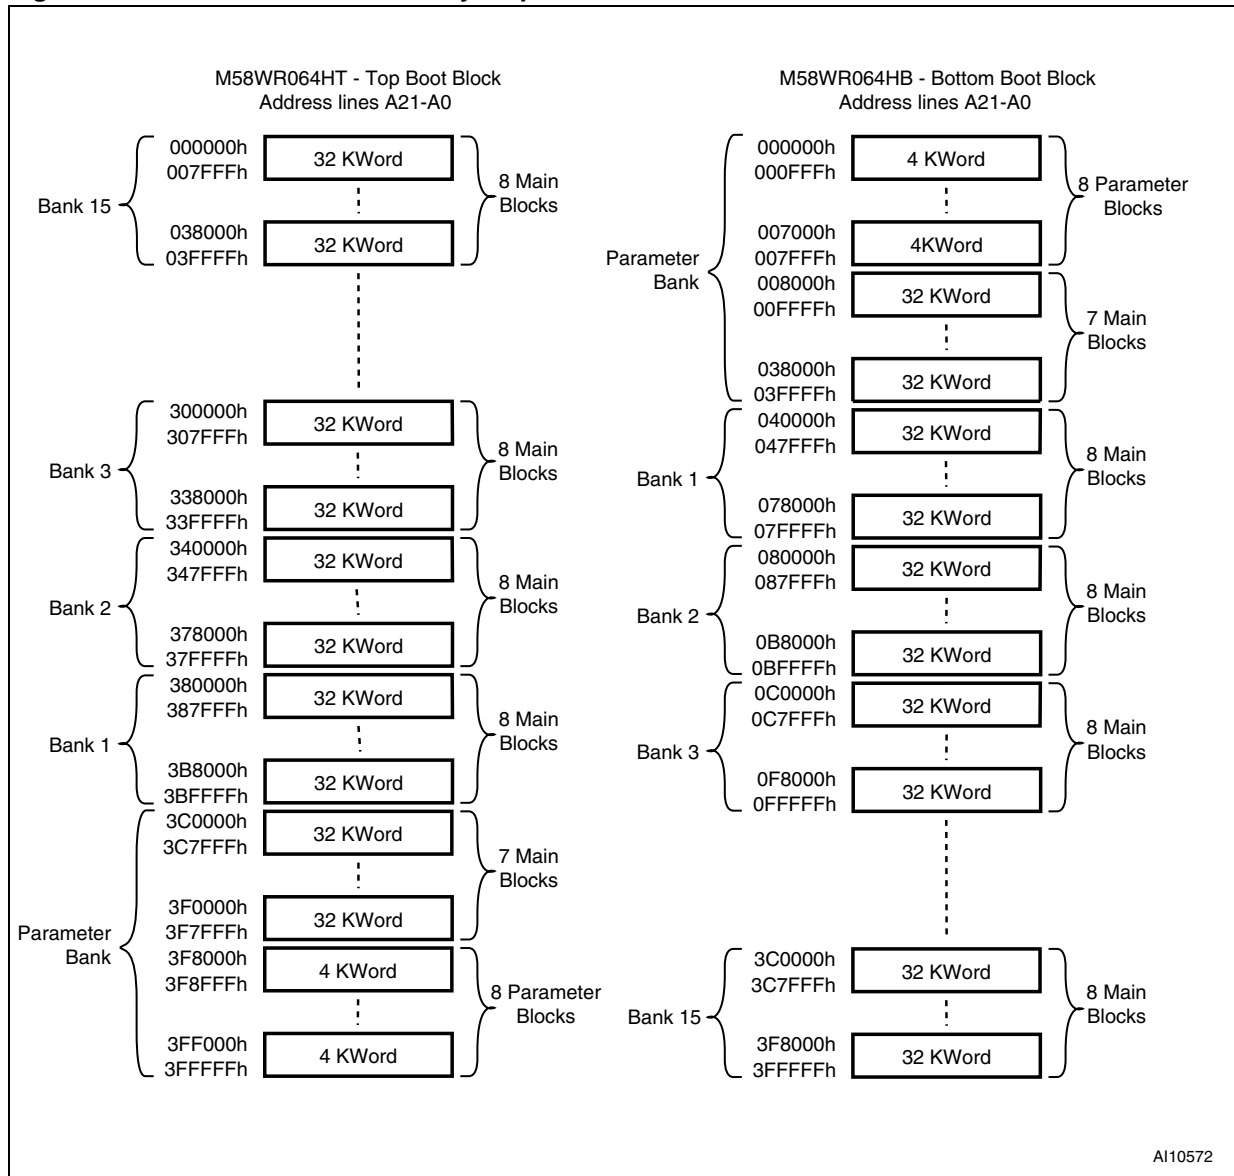 M58WR064HT - Top Boot Block
Address lines A21-A0
Bank 15
000000h
007FFFh
32 KWord
038000h
03FFFFh
32 KWord
8 Main
Blocks
Bank 3
300000h
307FFFh
32 KWord
338000h
33FFFFh
32 KWord
8 Main
Blocks
Bank 2
340000h
347FFFh
32 KWord
378000h
37FFFFh
32 KWord
8 Main
Blocks
Bank 1
380000h
387FFFh
32 KWord
3B8000h
3BFFFFh
32 KWord
8 Main
Blocks
Parameter
Bank
3C0000h
3C7FFFh
32 KWord
3F0000h
3F7FFFh
32 KWord
7 Main
Blocks
3F8000h
3F8FFFh
4 KWord
3FF000h
3FFFFFh
4 KWord
8 Parameter
Blocks
M58WR064HB - Bottom Boot Block
Address lines A21-A0
Parameter
Bank
000000h
000FFFh
4 KWord
007000h
007FFFh
4KWord
8 Parameter
Blocks
008000h
00FFFFh
32 KWord
038000h
03FFFFh
32 KWord
7 Main
Blocks
Bank 1
040000h
047FFFh
32 KWord
078000h
07FFFFh
32 KWord
8 Main
Blocks
Bank 2
080000h
087FFFh
32 KWord
0B8000h
0BFFFFh
32 KWord
8 Main
Blocks
Bank 3
0C0000h
0C7FFFh
32 KWord
0F8000h
0FFFFFh
32 KWord
8 Main
Blocks
Bank 15
3C0000h
3C7FFFh
32 KWord
3F8000h
3FFFFFh
32 KWord
8 Main
Blocks
AI10572